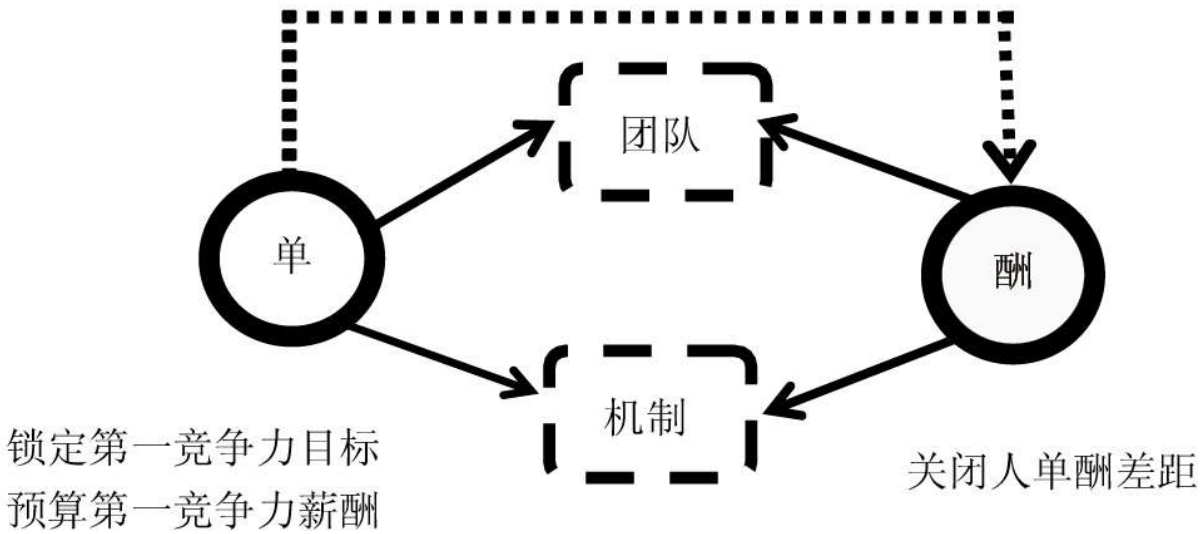 团队
单
酬
机制
锁定第一竞争力目标
预算第一竞争力薪酬
关闭人单酬差距